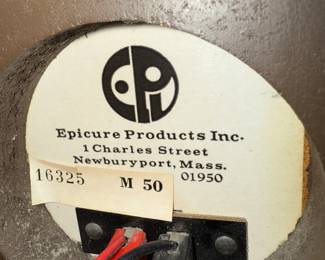 EPI
Epicure Products Inc.
1 Charles Street
Newburyport, Mass.
01950
16325 M 50